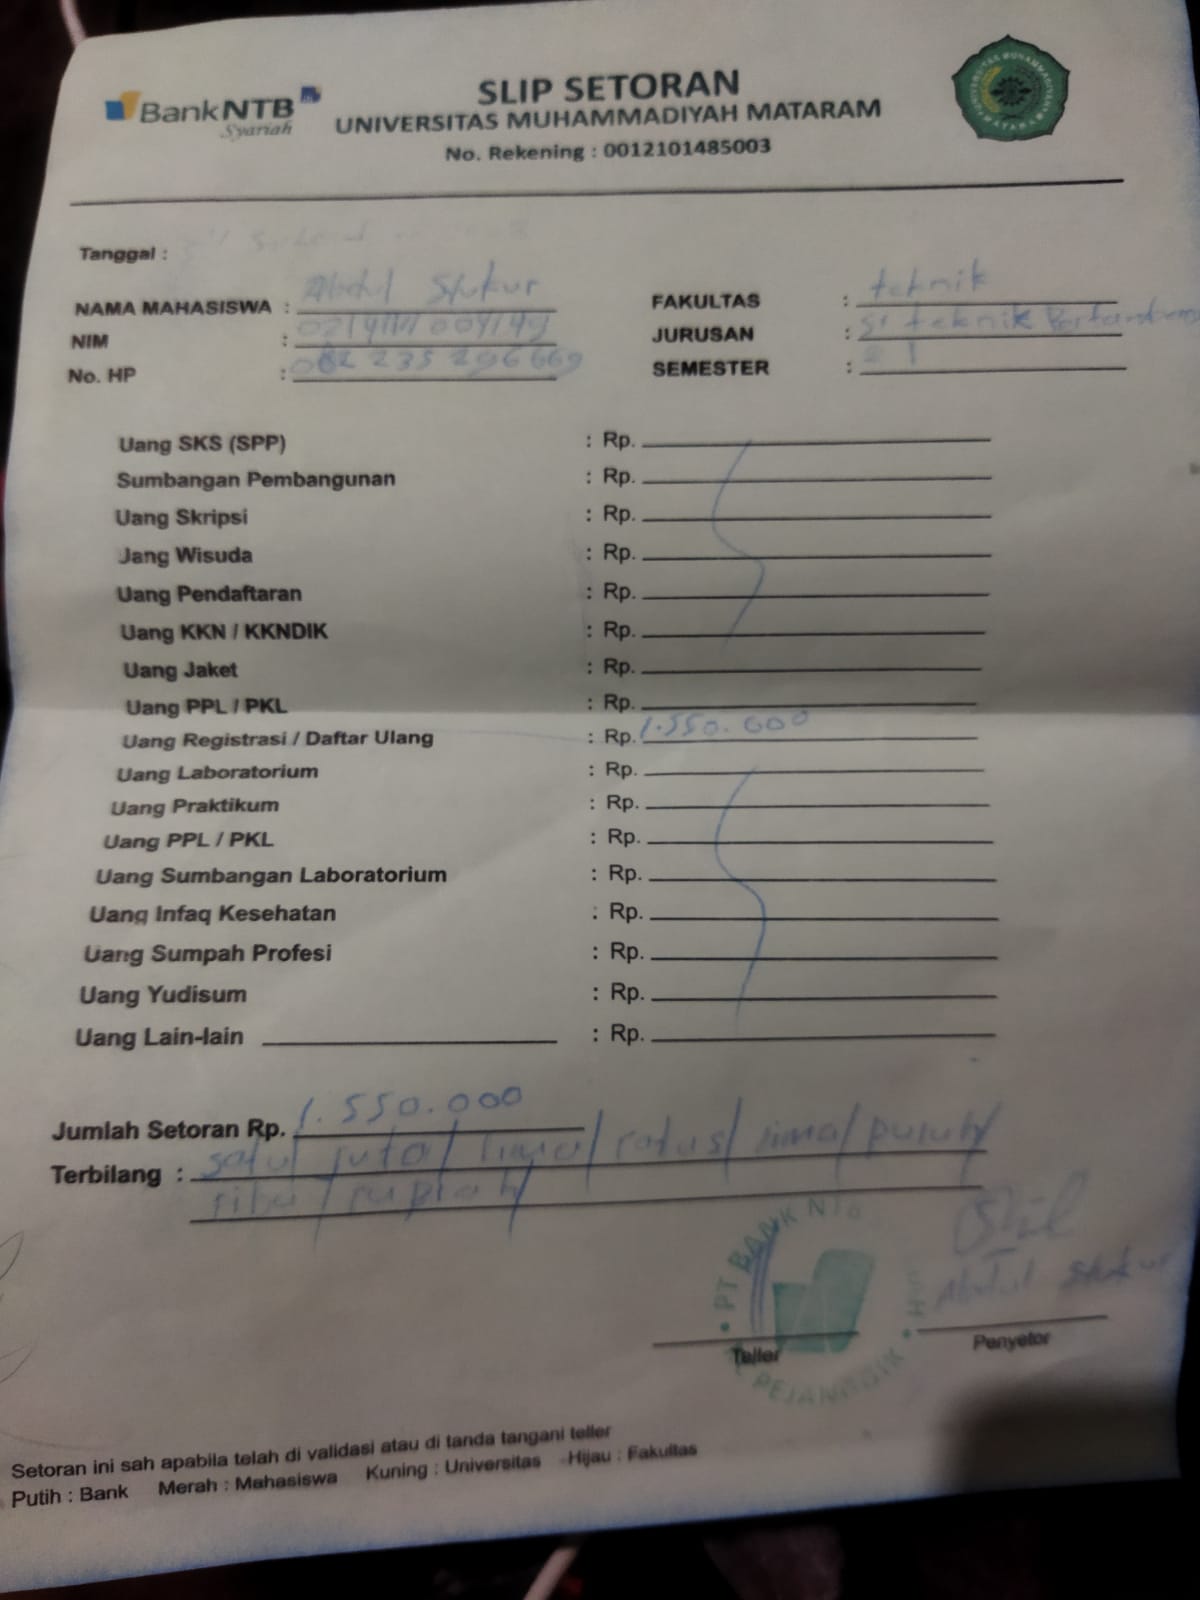 BankNTB Syariah
SLIP SETORAN
UNIVERSITAS MUHAMMADIYAH MATARAM
No. Rekening : 0012101485003
Tanggal :
NAMA MAHASISWA : Abdul Syukur
NIM :
No. HP : 082 235 296 669
FAKULTAS : teknik
JURUSAN : S1 teknik
SEMESTER : 1
Uang SKS (SPP) : Rp.
Sumbangan Pembangunan : Rp.
Uang Skripsi : Rp.
Uang Wisuda : Rp.
Uang Pendaftaran : Rp.
Uang KKN / KKNDIK : Rp.
Uang Jaket : Rp.
Uang PPL / PKL : Rp.
Uang Registrasi / Daftar Ulang : Rp. 1.550.000
Uang Laboratorium : Rp.
Uang Praktikum : Rp.
Uang PPL / PKL : Rp.
Uang Sumbangan Laboratorium : Rp.
Uang Infaq Kesehatan : Rp.
Uang Sumpah Profesi : Rp.
Uang Yudisum : Rp.
Uang Lain-lain : Rp.
Jumlah Setoran Rp. 1.550.000
Terbilang : satu/ juta/ lima/ ratus/ lima/ puluh/
ribu/ rupiah/
PT BANK NTB
Abdul Syukur
Teller
Penyetor
Setoran ini sah apabila telah di validasi atau di tanda tangani teller
Putih : Bank Merah : Mahasiswa Kuning : Universitas Hijau : Fakultas